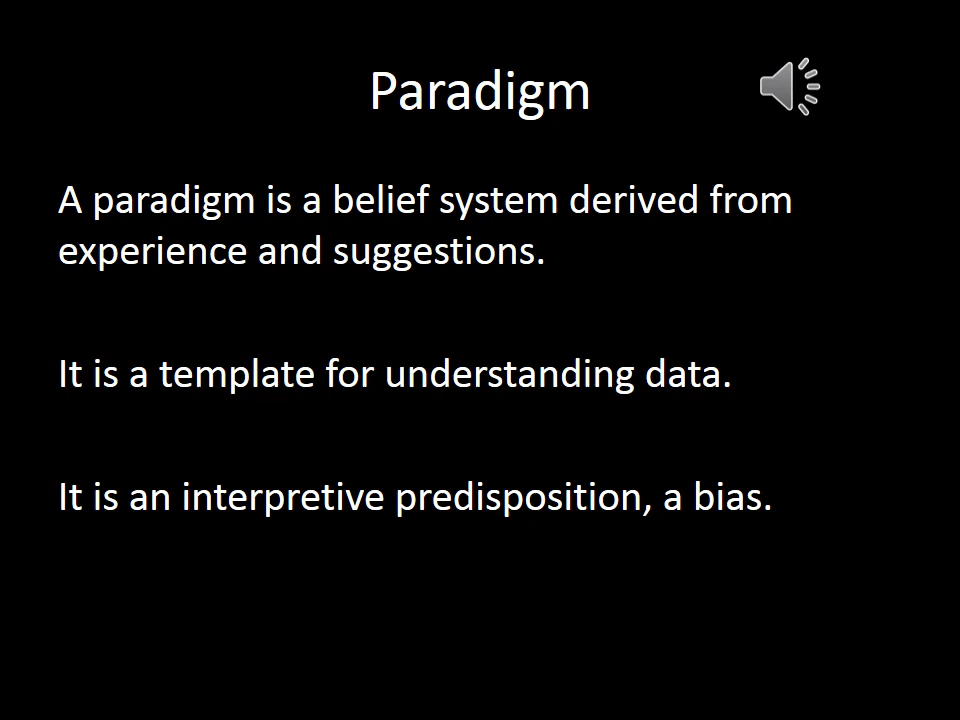 Paradigm
A paradigm is a belief system derived from
experience and suggestions.
It is a template for understanding data.
It is an interpretive predisposition, a bias.